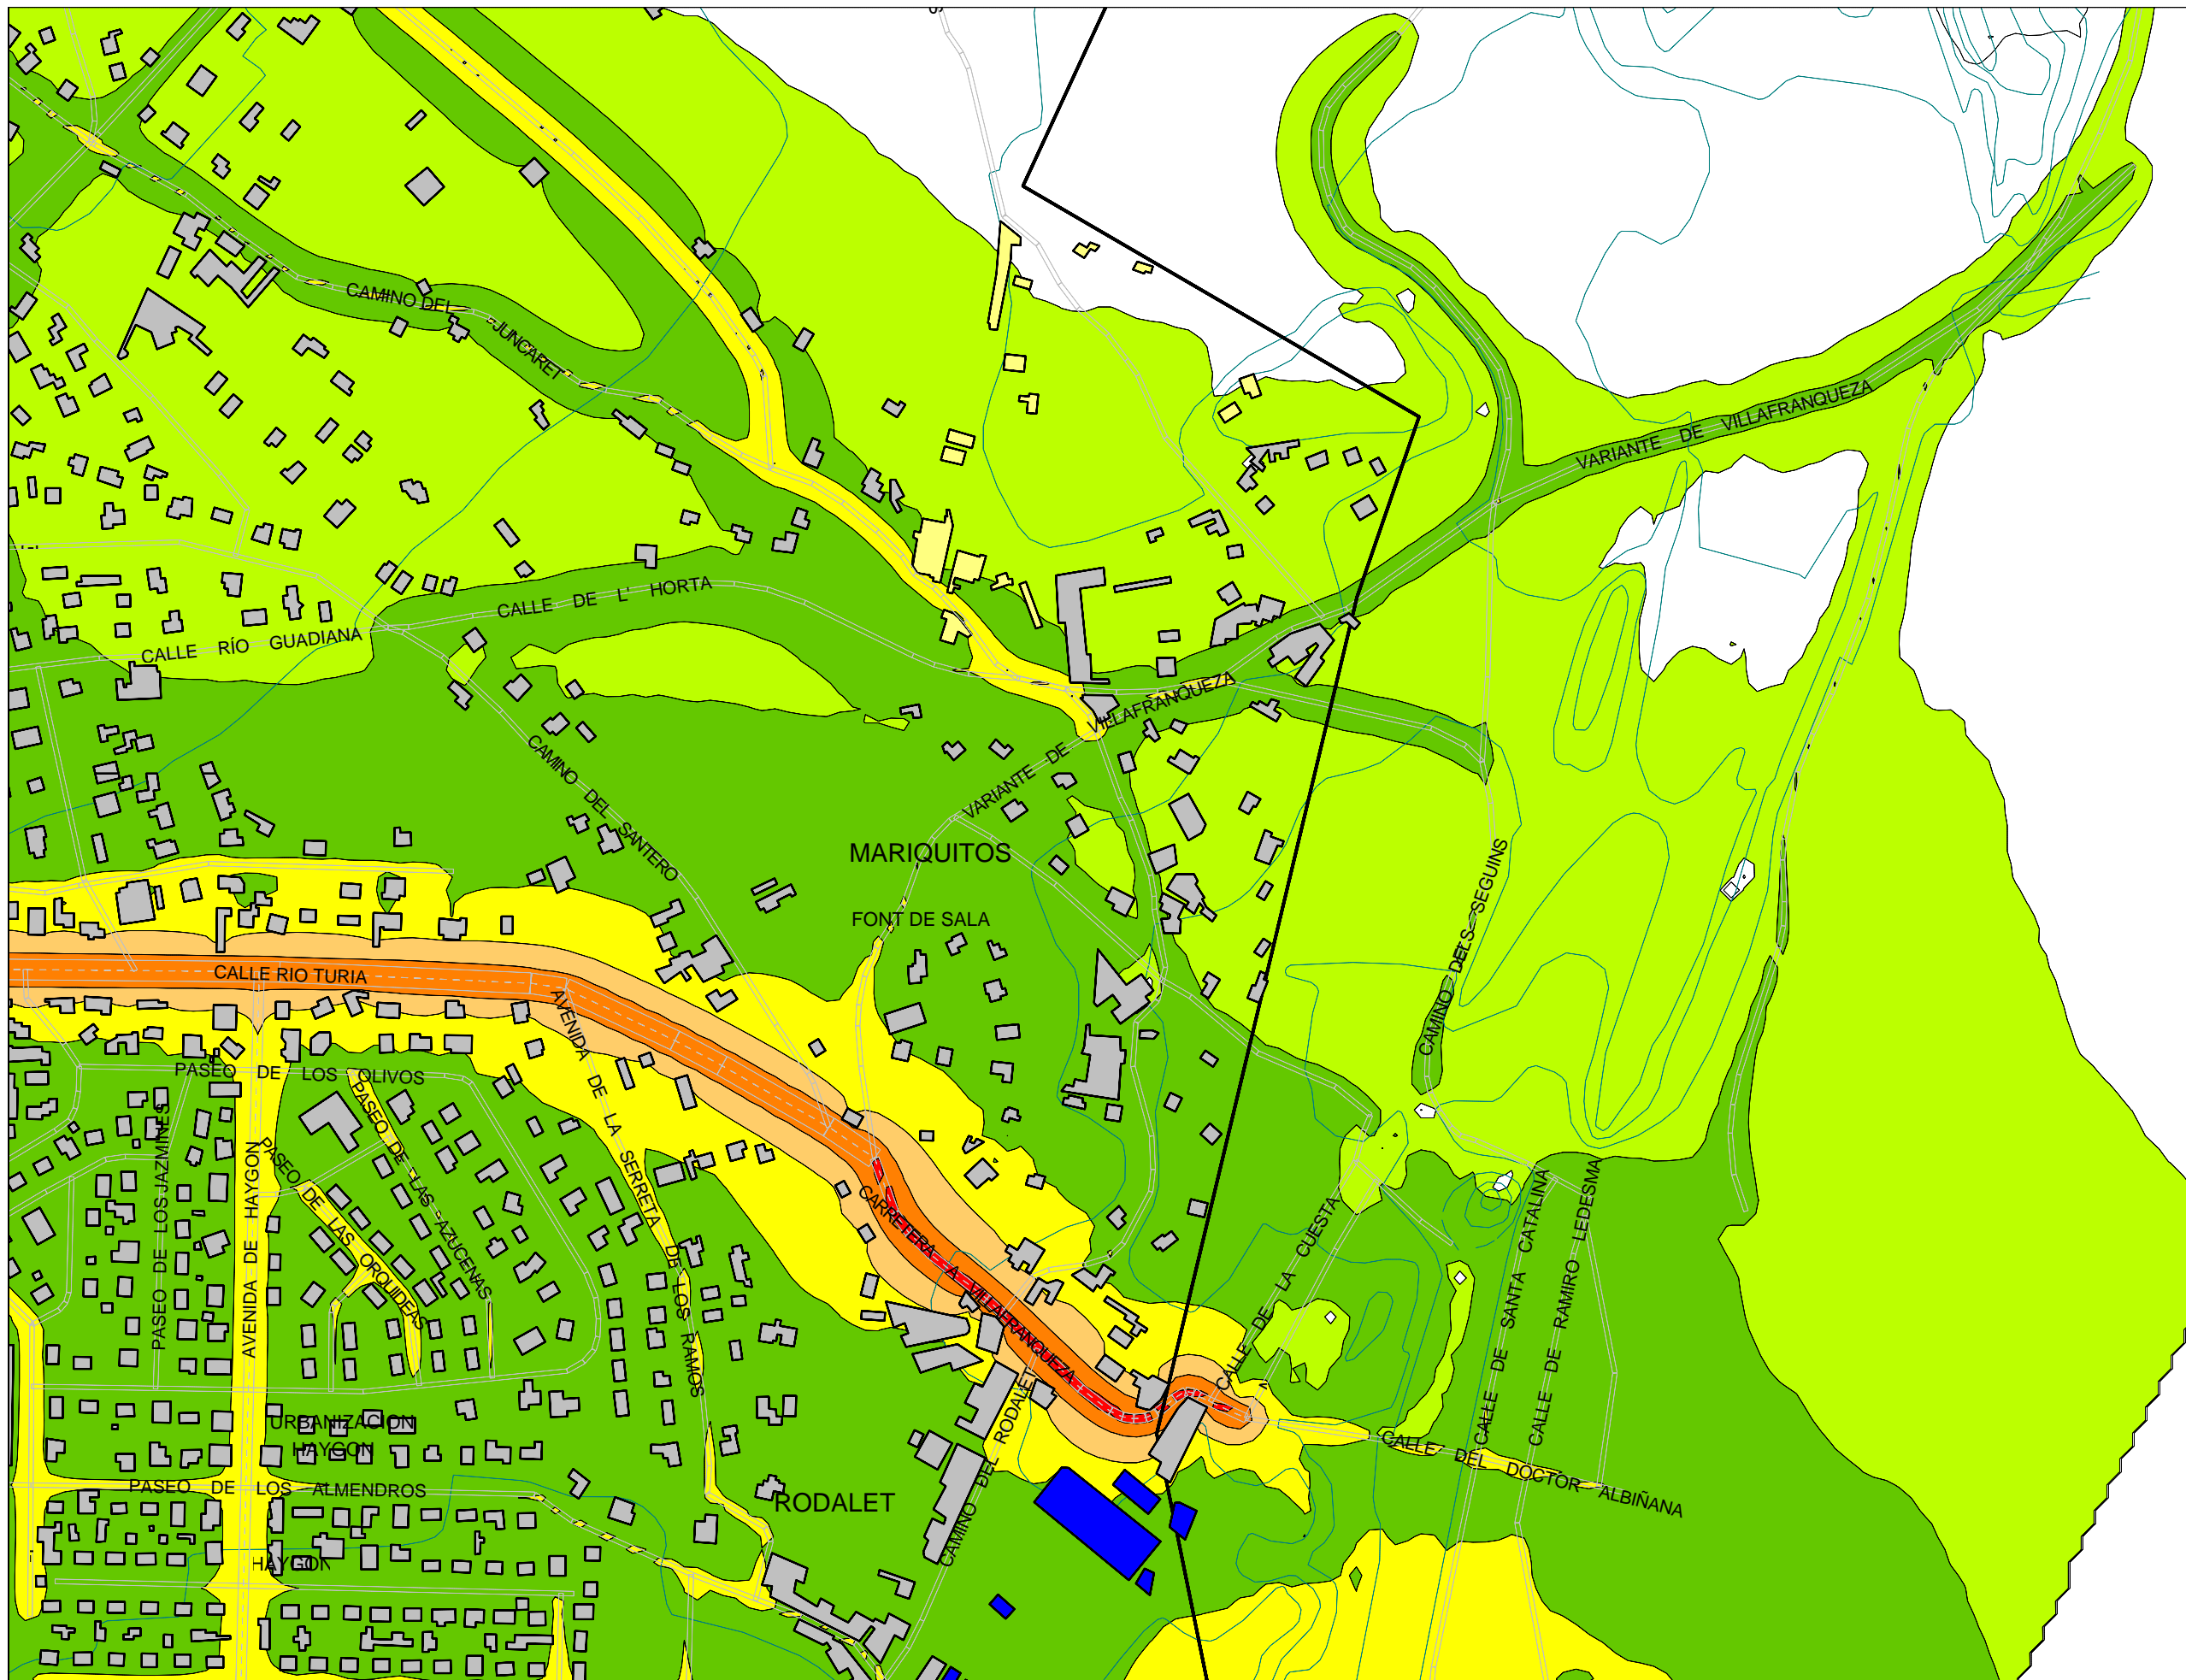 CAMINO DEL JUNCARET
VARIANTE DE VILLAFRANQUEZA
CALLE DE L' HORTA
CALLE RÍO GUADIANA
VARIANTE DE VILLAFRANQUEZA
CAMINO DEL SANTERO
MARIQUITOS
FONT DE SALA
CAMINO DELS SEGUINS
CALLE RIO TURIA
AVENIDA DE LA SERRETA
PASEO DE LOS OLIVOS
PASEO DE LAS AZUCENAS
PASEO DE LOS JAZMINES
AVENIDA DE HAYGON
PASEO DE LAS ORQUIDEAS
DE LOS RAMOS
CARRETERA A VILLAFRANQUEZA
CALLE DE LA CUESTA
CALLE DE SANTA CATALINA
CALLE DE RAMIRO LEDESMA
URBANIZACION
HAYGON
CALLE DEL DOCTOR ALBIÑANA
PASEO DE LOS ALMENDROS
RODALET
CAMINO DEL RODALET
HAYGON